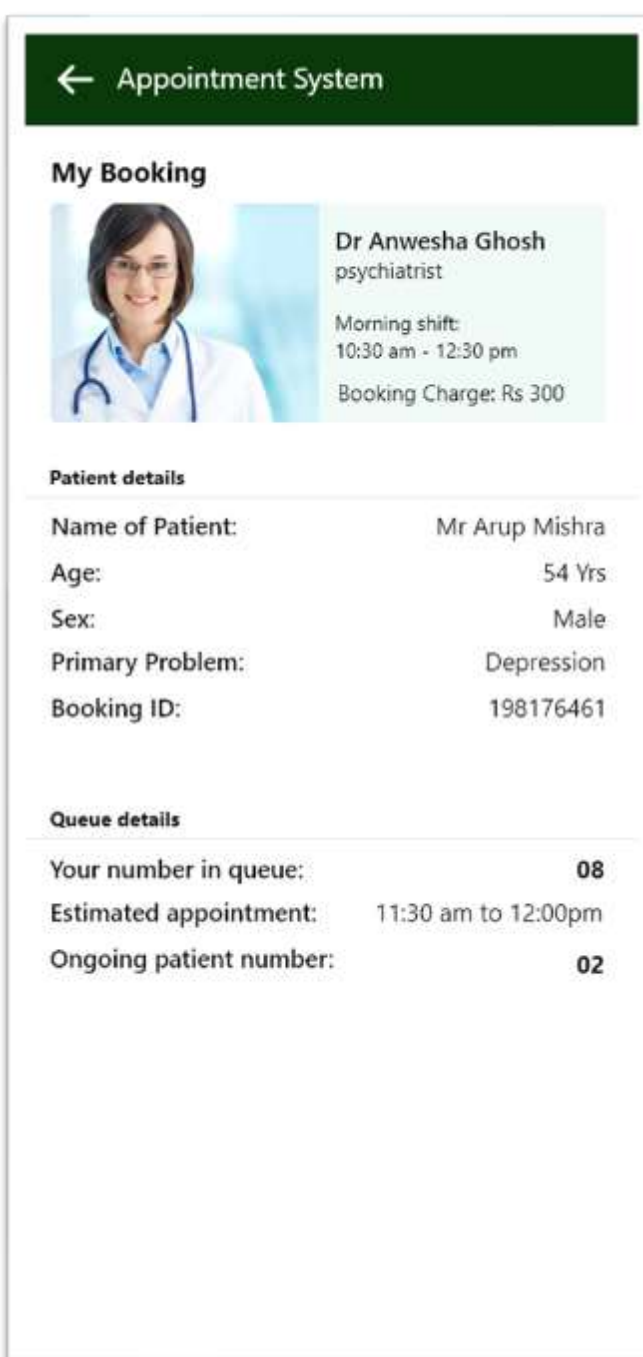 Appointment System
My Booking
Dr Anwesha Ghosh
psychiatrist
Morning shift:
10:30 am - 12:30 pm
Booking Charge: Rs 300
Patient details
Name of Patient: Mr Arup Mishra
Age: 54 Yrs
Sex: Male
Primary Problem: Depression
Booking ID: 198176461
Queue details
Your number in queue: 08
Estimated appointment: 11:30 am to 12:00pm
Ongoing patient number: 02